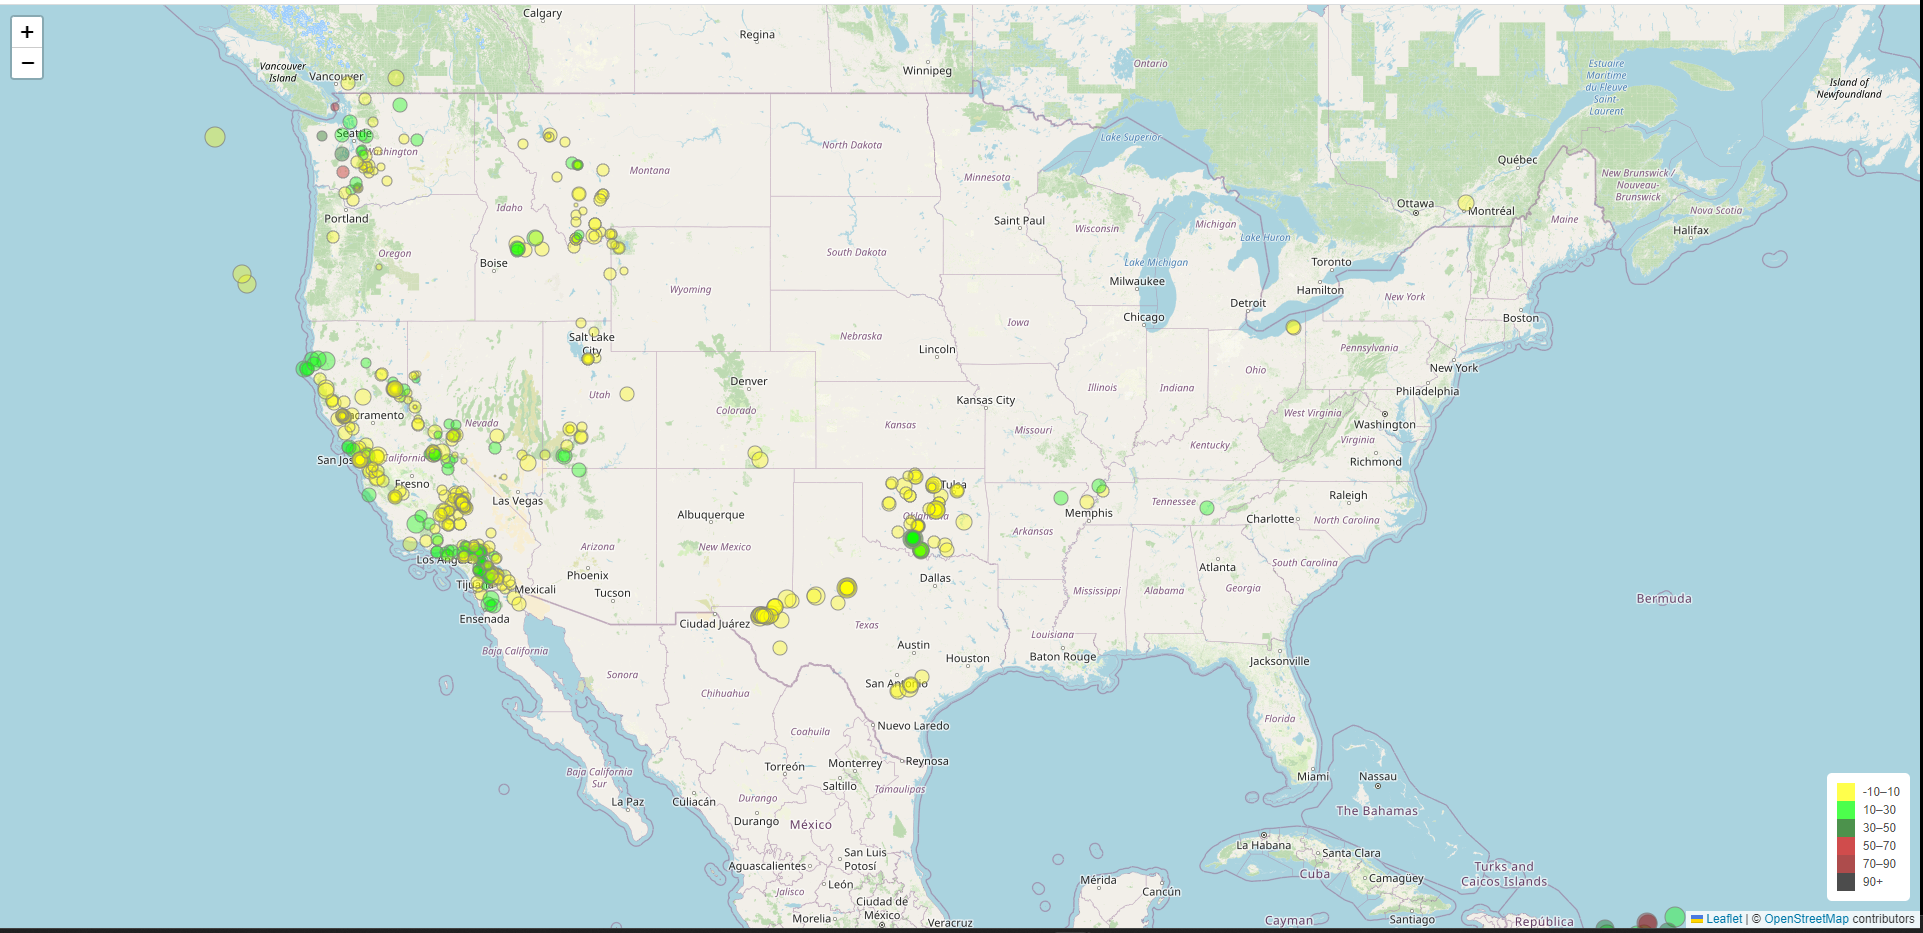 +
−
Calgary
Regina
Winnipeg
Ontario
Estuaire
Maritime
du Fleuve
Saint
Laurent
Island of
Newfoundland
Vancouver
Island
Vancouver
Lake Superior
Québec
Seattle
Washington
North Dakota
Montana
Minnesota
New Brunswick /
Nouveau-
Brunswick
Ottawa
Montréal
Nova Scotia
Halifax
Maine
Portland
Idaho
Saint Paul
Wisconsin
Michigan
Lake Huron
Oregon
Boise
South Dakota
Lake Michigan
Toronto
Milwaukee
Hamilton
Wyoming
Detroit
New York
Chicago
Boston
Iowa
Salt Lake
City
Nebraska
Lincoln
Pennsylvania
Ohio
New York
Denver
Utah
Colorado
Illinois
Indiana
Philadelphia
Kansas City
cramento
Nevada
Kansas
Missouri
West Virginia
Washington
Kentucky
Virginia
San Jos
California
Richmond
Fresno
Las Vegas
Tulsa
Raleigh
Albuquerque
Oklahoma
Memphis
Tennessee
Charlotte
North Carolina
Arkansas
Los Ang
Arizona
New Mexico
South Carolina
Atlanta
Phoenix
Dallas
Tijua
Mexicali
Tucson
Mississippi
Alabama
Georgia
Bermuda
Ensenada
Ciudad Juárez
Texas
Louisiana
Baja California
Austin
Houston
Baton Rouge
Jacksonville
Sonora
San Antonio
Chihuahua
Florida
Nuevo Laredo
Coahuila
Reynosa
Torreón
Monterrey
Baja California
Sur
Saltillo
Tamaulipas
Miami
Nassau
La Paz
Culiacán
Durango
The Bahamas
Durango
México
La Habana
Santa Clara
San Luis
Potosí
Aguascalientes
Turks and
Caicos Islands
Cuba
Camagüey
León
Jalisco
Mérida
Cancún
Ciudad de
México
Morelia
Veracruz
Cayman
Santiago
República
-10–10
10–30
30–50
50–70
70–90
90+
Leaflet | © OpenStreetMap contributors